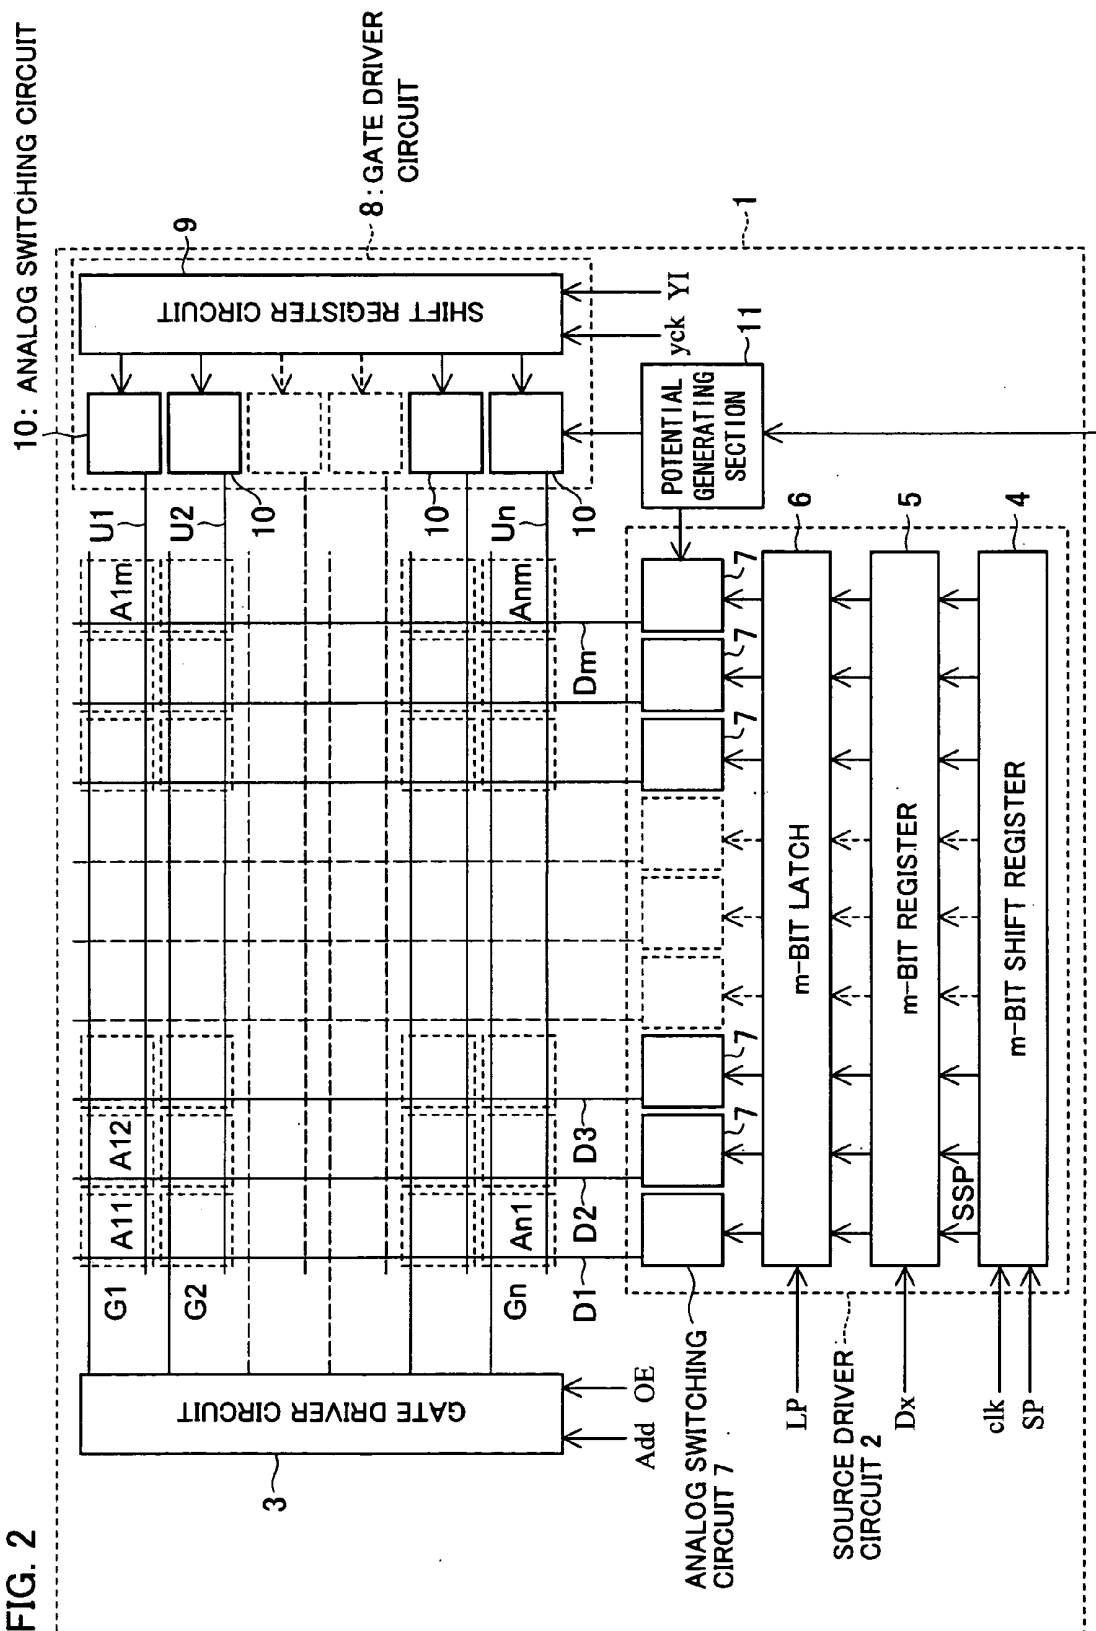 FIG. 2
10: ANALOG SWITCHING CIRCUIT
8: GATE DRIVER
CIRCUIT
9
1
3
GATE DRIVER CIRCUIT
Add
OE
G1
G2
Gn
A11
A12
A1m
An1
Anm
U1
U2
Un
10
10
10
SHIFT REGISTER CIRCUIT
yck
YI
D1
D2
D3
Dm
POTENTIAL
GENERATING
SECTION
11
ANALOG SWITCHING
CIRCUIT 7
7
7
7
7
7
SOURCE DRIVER
CIRCUIT 2
LP
m-BIT LATCH
6
Dx
m-BIT REGISTER
5
SSP
clk
SP
m-BIT SHIFT REGISTER
4